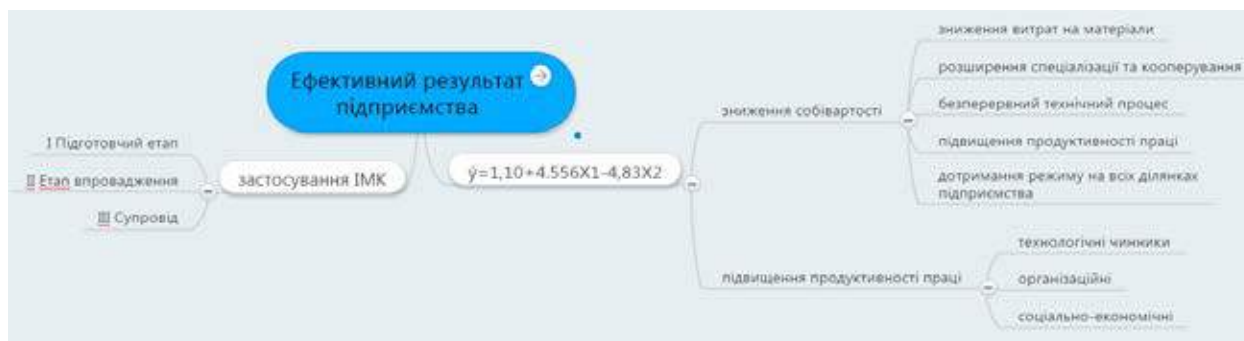 Ефективний результат
підприємства
І Підготовчий етап
ІІ Етап впровадження
ІІІ Супровід
застосування ІМК
ŷ=1,10+4.556X1-4,83X2
зниження собівартості
зниження витрат на матеріали
розширення спеціалізації та кооперування
безперервний технічний процес
підвищення продуктивності праці
дотримання режиму на всіх ділянках
підприємства
підвищення продуктивності праці
технологічні чинники
організаційні
соціально-економічні